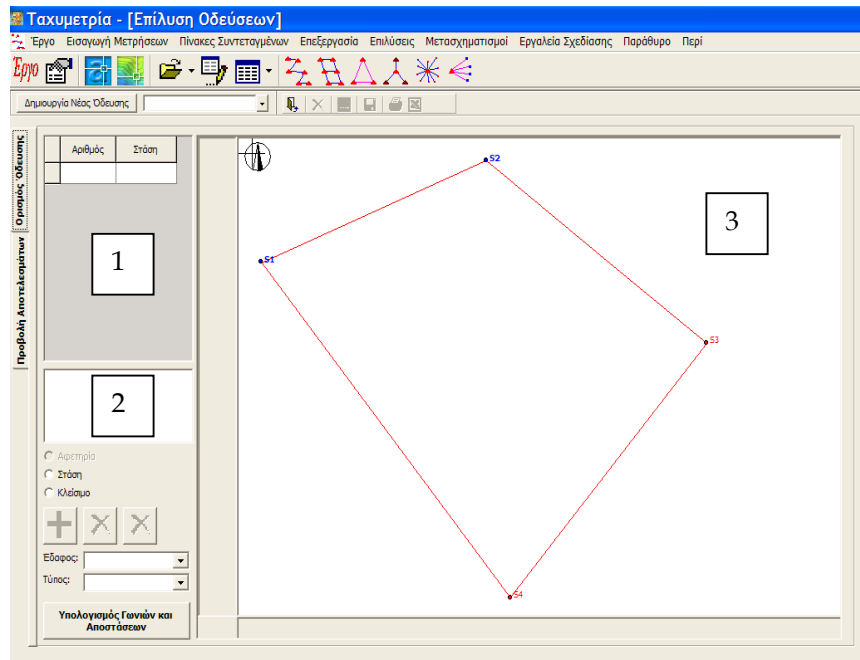 Ταχυμετρία - [Επίλυση Οδεύσεων]
Έργο Εισαγωγή Μετρήσεων Πίνακες Συντεταγμένων Επεξεργασία Επιλύσεις Μετασχηματισμοί Εργαλεία Σχεδίασης Παράθυρο Περί
Έργο
Δημιουργία Νέας Όδευσης
Ορισμός Όδευσης
Προβολή Αποτελεσμάτων
Αριθμός Στάση
1
2
3
S1
S2
S3
S4
Αφετηρία
Στάση
Κλείσιμο
Έδαφος:
Τύπος:
Υπολογισμός Γωνιών και
Αποστάσεων